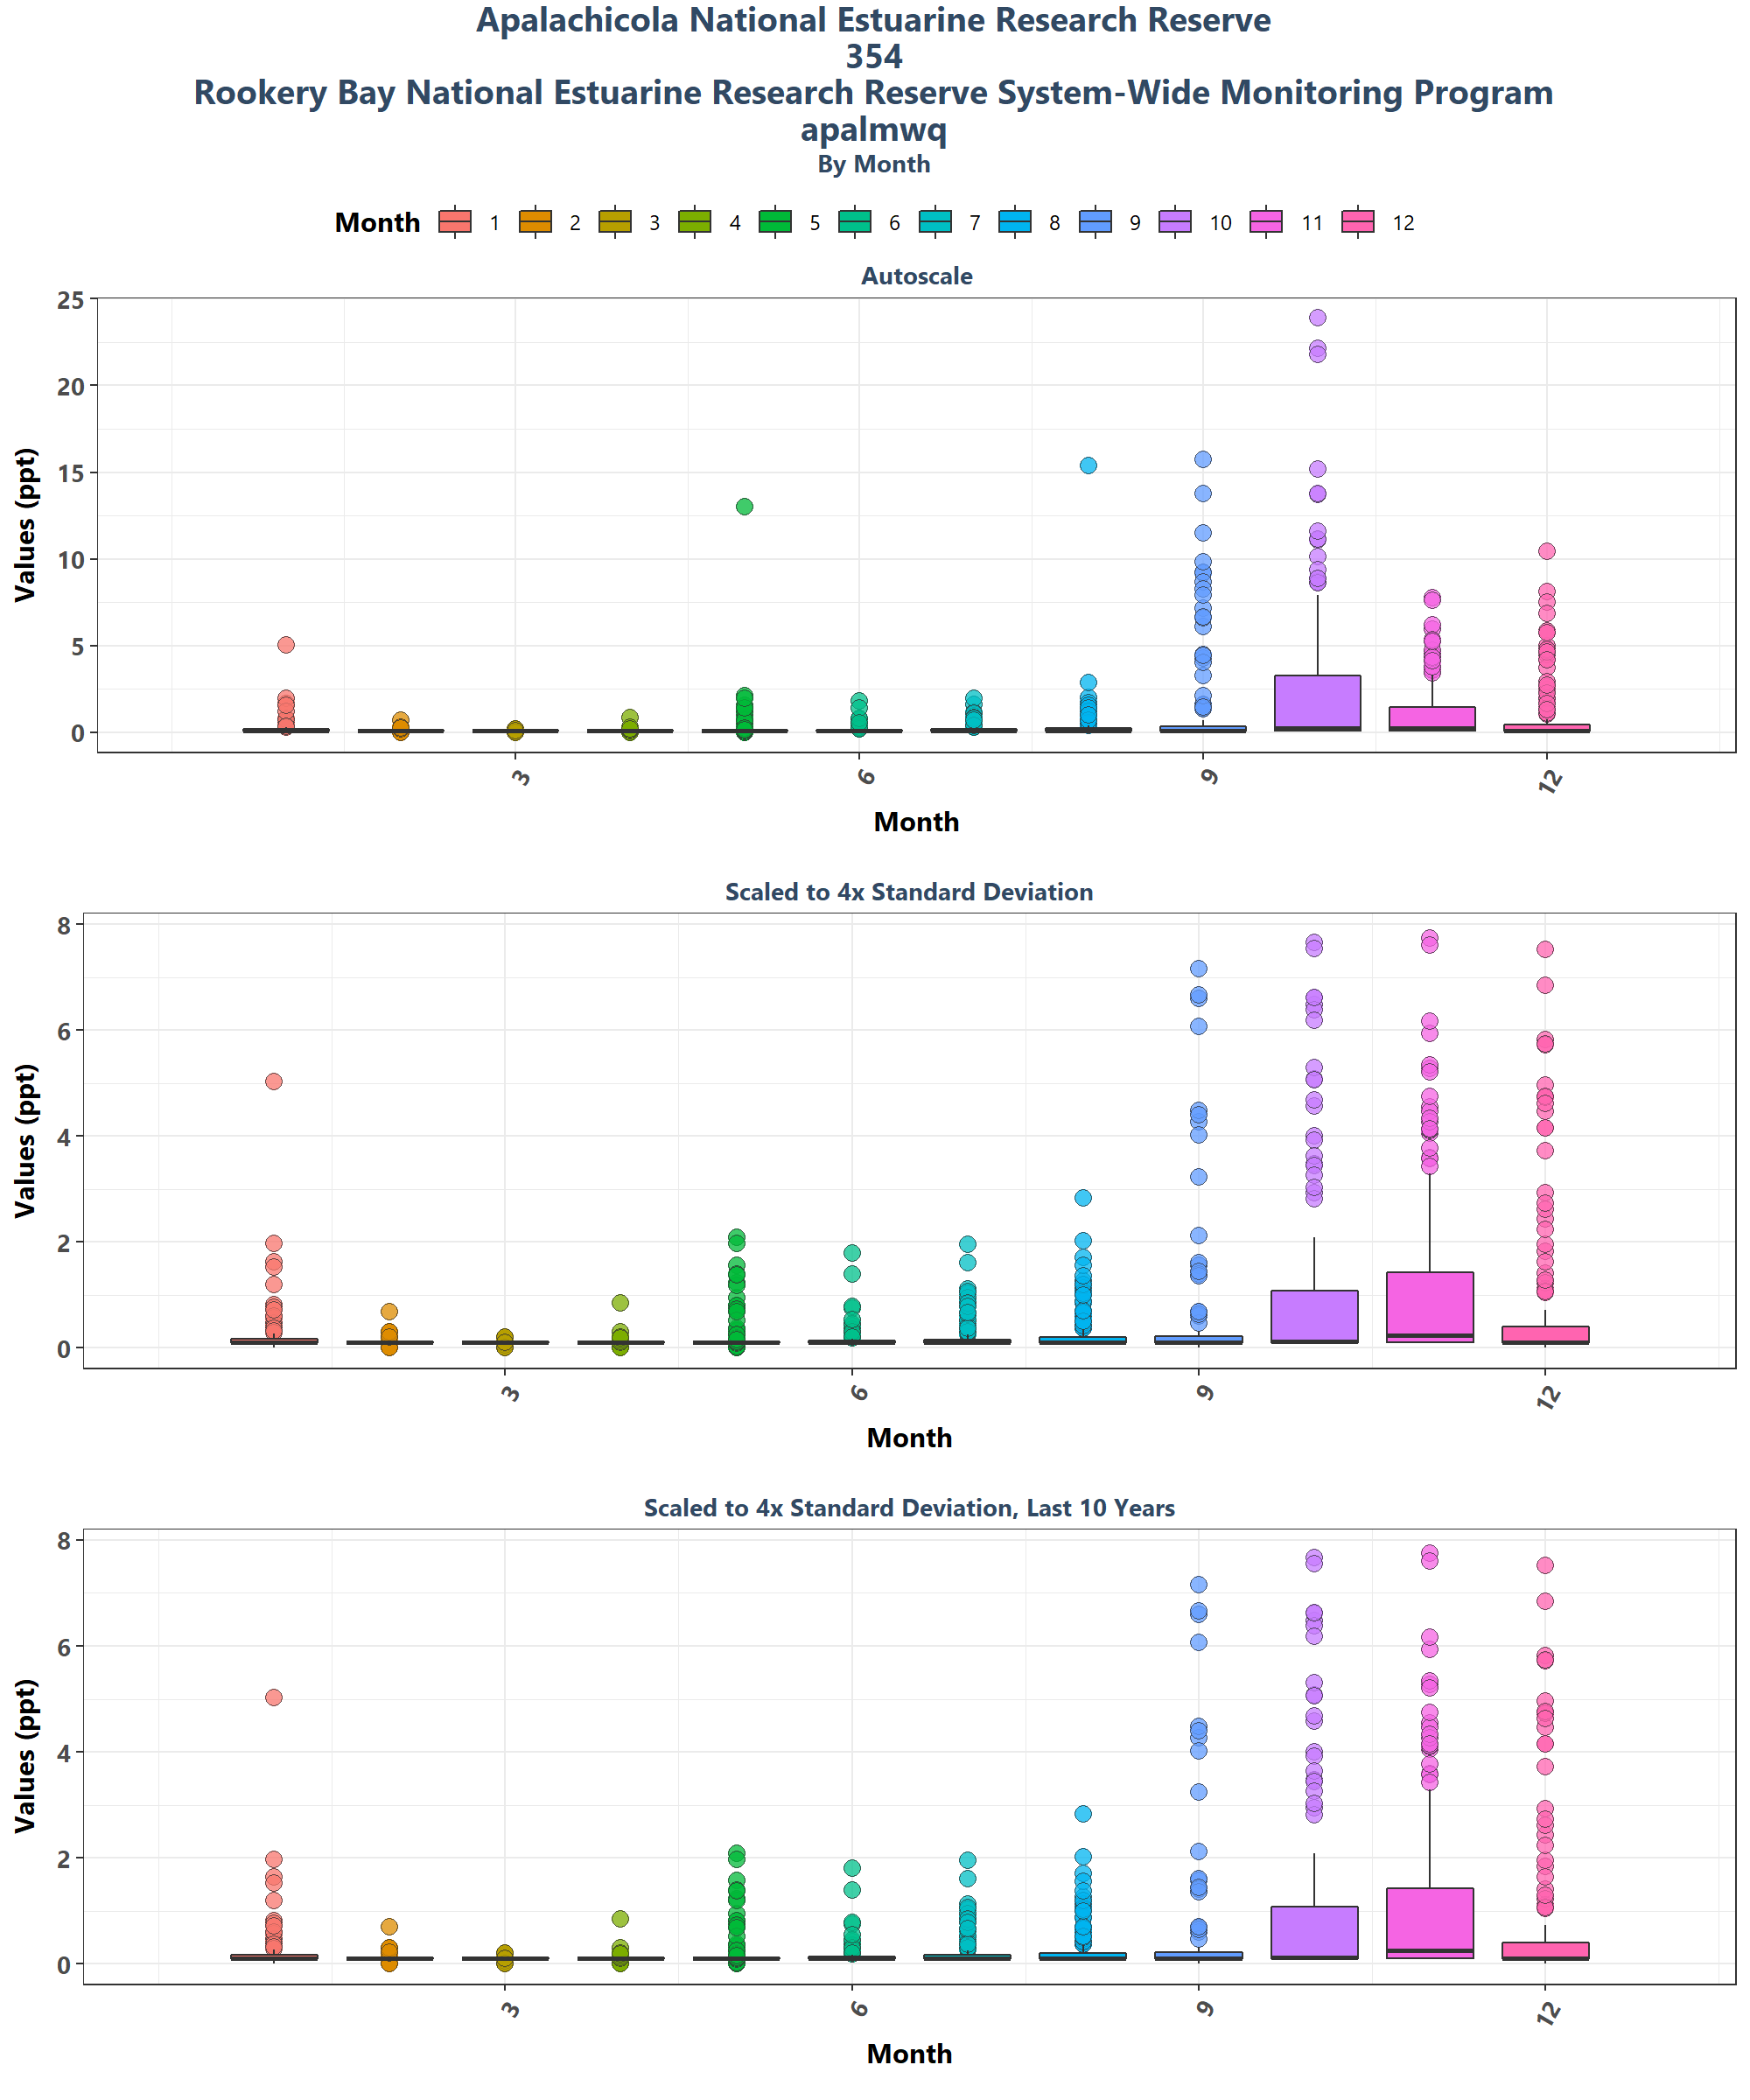 Apalachicola National Estuarine Research Reserve
354
Rookery Bay National Estuarine Research Reserve System-Wide Monitoring Program
apalmwq
By Month
Month 1 2 3 4 5 6 7 8 9 10 11 12
Autoscale
Values (ppt)
25
20
15
10
5
0
3 6 9 12
Month
Scaled to 4x Standard Deviation
Values (ppt)
8
6
4
2
0
3 6 9 12
Month
Scaled to 4x Standard Deviation, Last 10 Years
Values (ppt)
8
6
4
2
0
3 6 9 12
Month